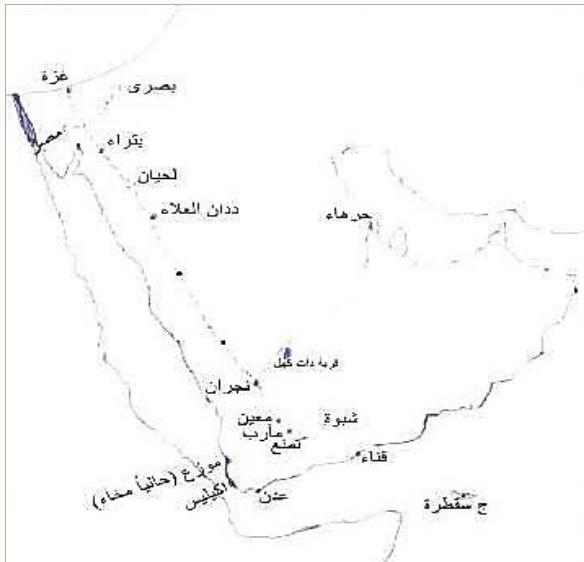 غزة
بصرى
مصر
بتراء
لحيان
ددان العلاء
جرهاء
قرية ذات كهل
نجران
شبوة
معين
مأرب
تمنع
قناء
موزع (حالياً مخاء)
اكيليس
عدن
ج سقطرة